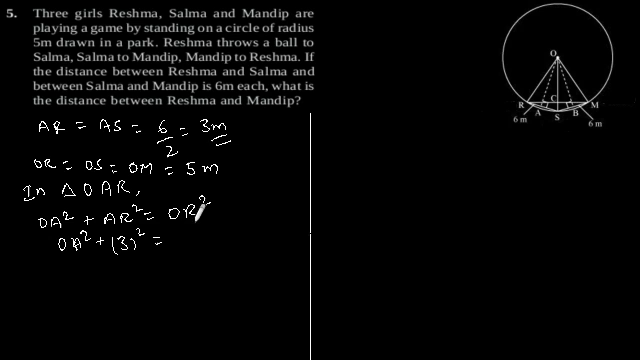 5. Three girls Reshma, Salma and Mandip are
playing a game by standing on a circle of radius
5m drawn in a park. Reshma throws a ball to
Salma, Salma to Mandip, Mandip to Reshma. If
the distance between Reshma and Salma and
between Salma and Mandip is 6m each, what is
the distance between Reshma and Mandip?
O
R C M
A B
S
6 m 6 m
AR = AS = 6/2 = 3m
OR = OS = OM = 5 m
In Δ OAR,
OA² + AR² = OR²
OA² + (3)² =